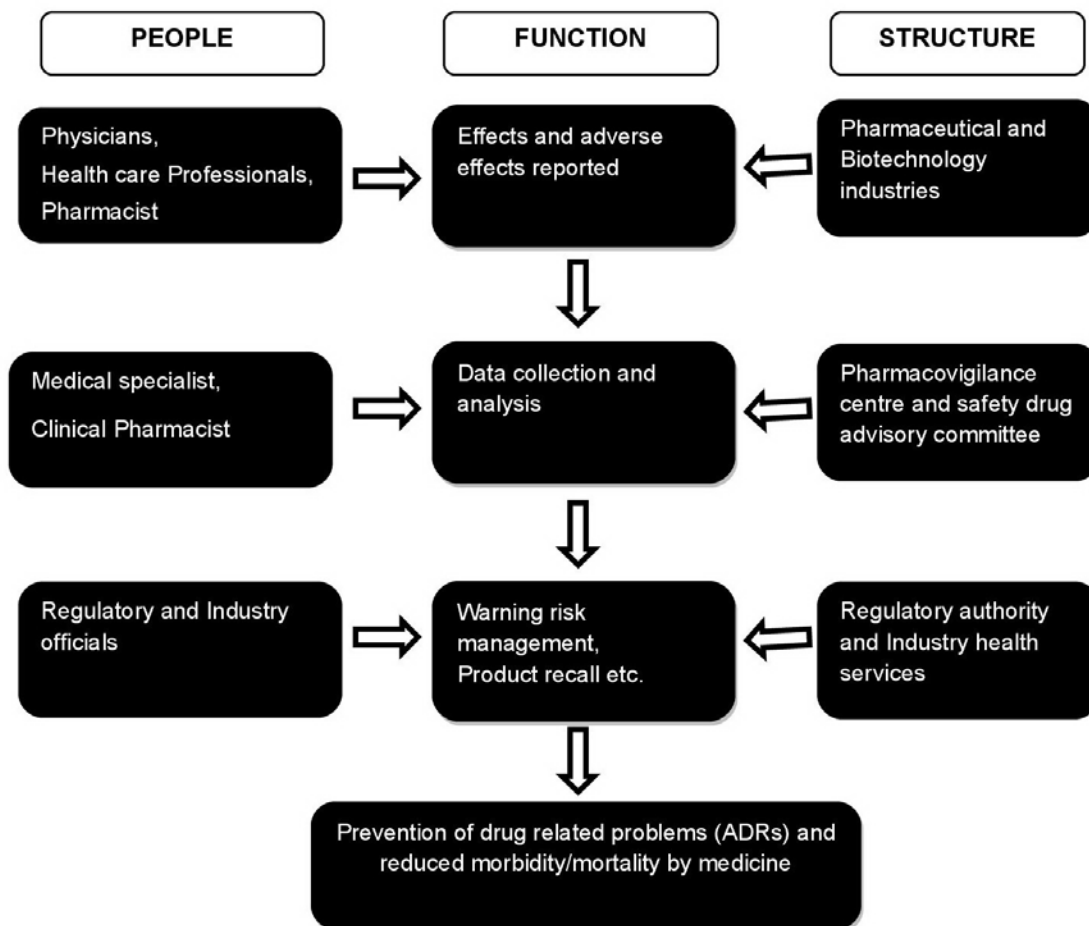 PEOPLE
FUNCTION
STRUCTURE
Physicians,
Health care Professionals,
Pharmacist
Effects and adverse
effects reported
Pharmaceutical and
Biotechnology
industries
Medical specialist,
Clinical Pharmacist
Data collection and
analysis
Pharmacovigilance
centre and safety drug
advisory committee
Regulatory and Industry
officials
Warning risk
management,
Product recall etc.
Regulatory authority
and Industry health
services
Prevention of drug related problems (ADRs) and
reduced morbidity/mortality by medicine